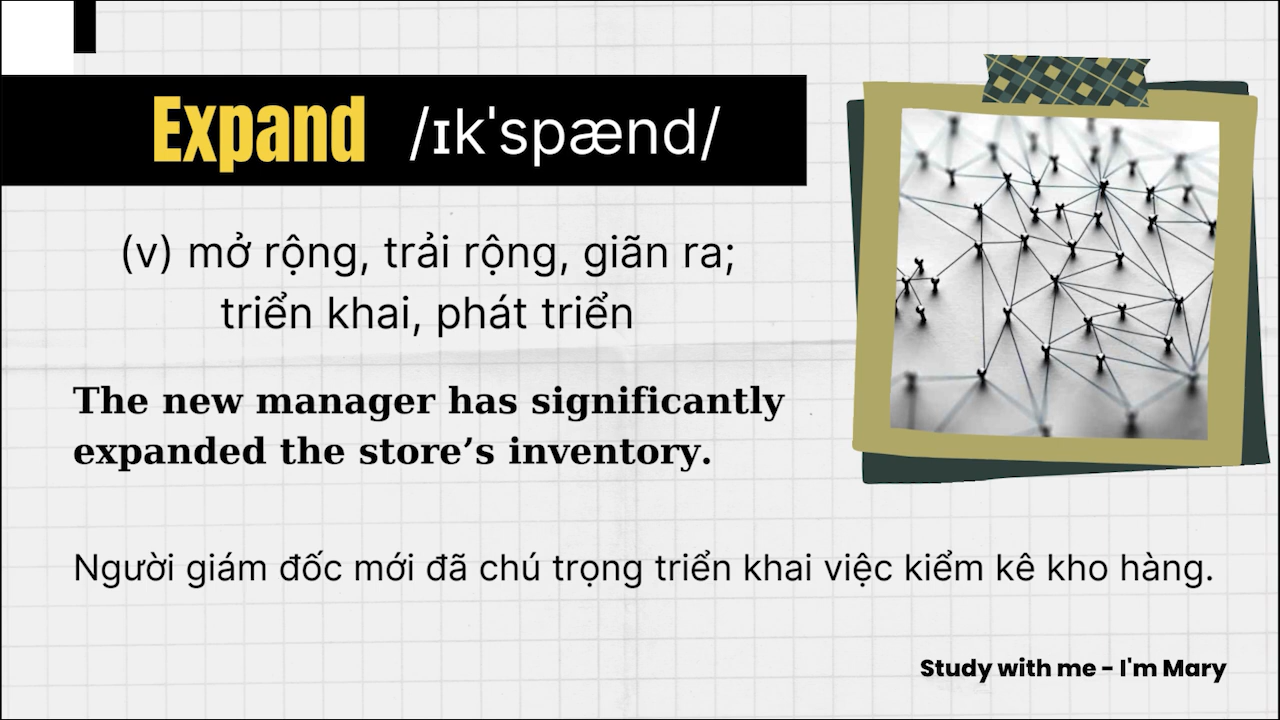 Expand /ɪkˈspænd/
(v) mở rộng, trải rộng, giãn ra;
triển khai, phát triển
The new manager has significantly
expanded the store’s inventory.
Người giám đốc mới đã chú trọng triển khai việc kiểm kê kho hàng.
Study with me - I'm Mary